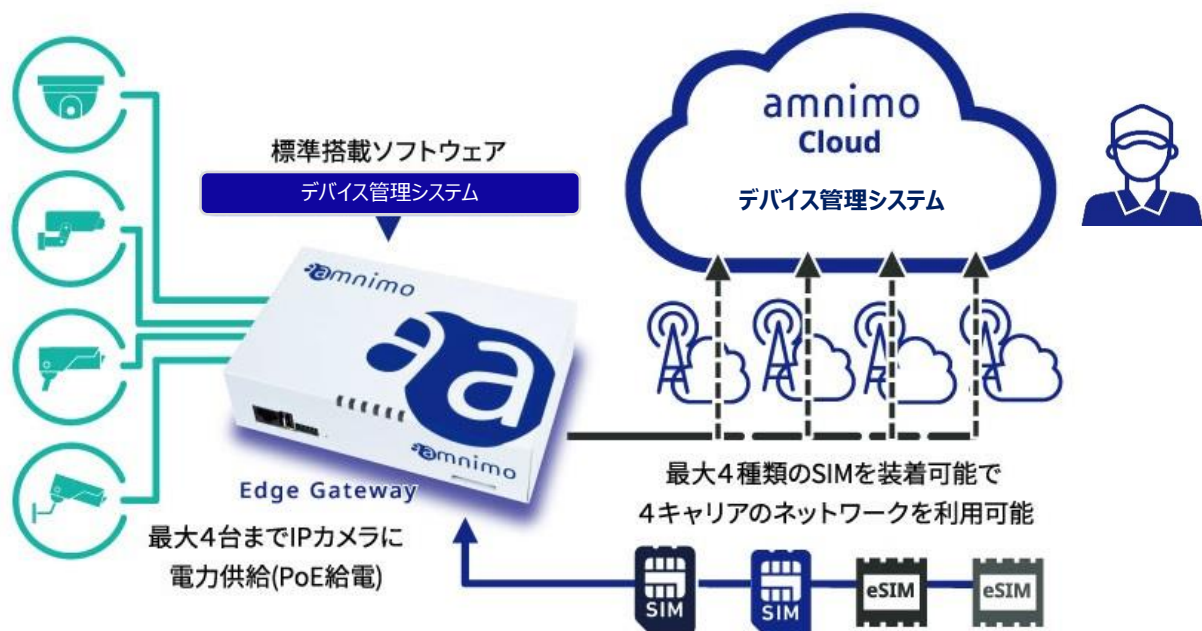 標準搭載ソフトウェア
デバイス管理システム
amnimo
a
amnimo
Edge Gateway
最大4台までIPカメラに
電力供給(PoE給電)
amnimo
Cloud
デバイス管理システム
最大4種類のSIMを装着可能で
4キャリアのネットワークを利用可能
SIM
SIM
eSIM
eSIM